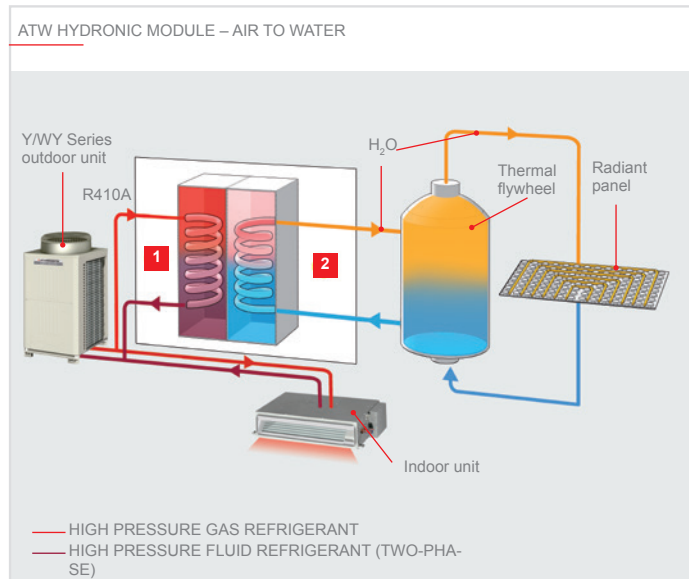 ATW HYDRONIC MODULE – AIR TO WATER
Y/WY Series
outdoor unit
R410A
H₂O
Thermal
flywheel
Radiant
panel
1
2
Indoor unit
HIGH PRESSURE GAS REFRIGERANT
HIGH PRESSURE FLUID REFRIGERANT (TWO-PHA-
SE)